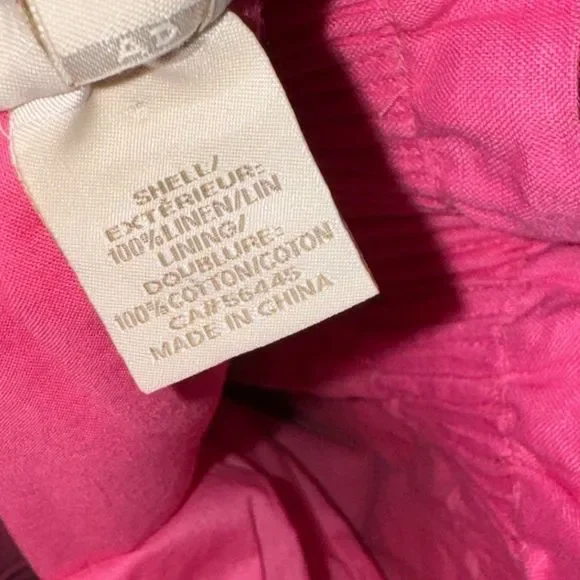 SHELL/
EXTÉRIEUR:
100%LINEN/LIN
LINING/
DOUBLURE:
100%COTTON/COTON
CA#56445
MADE IN CHINA